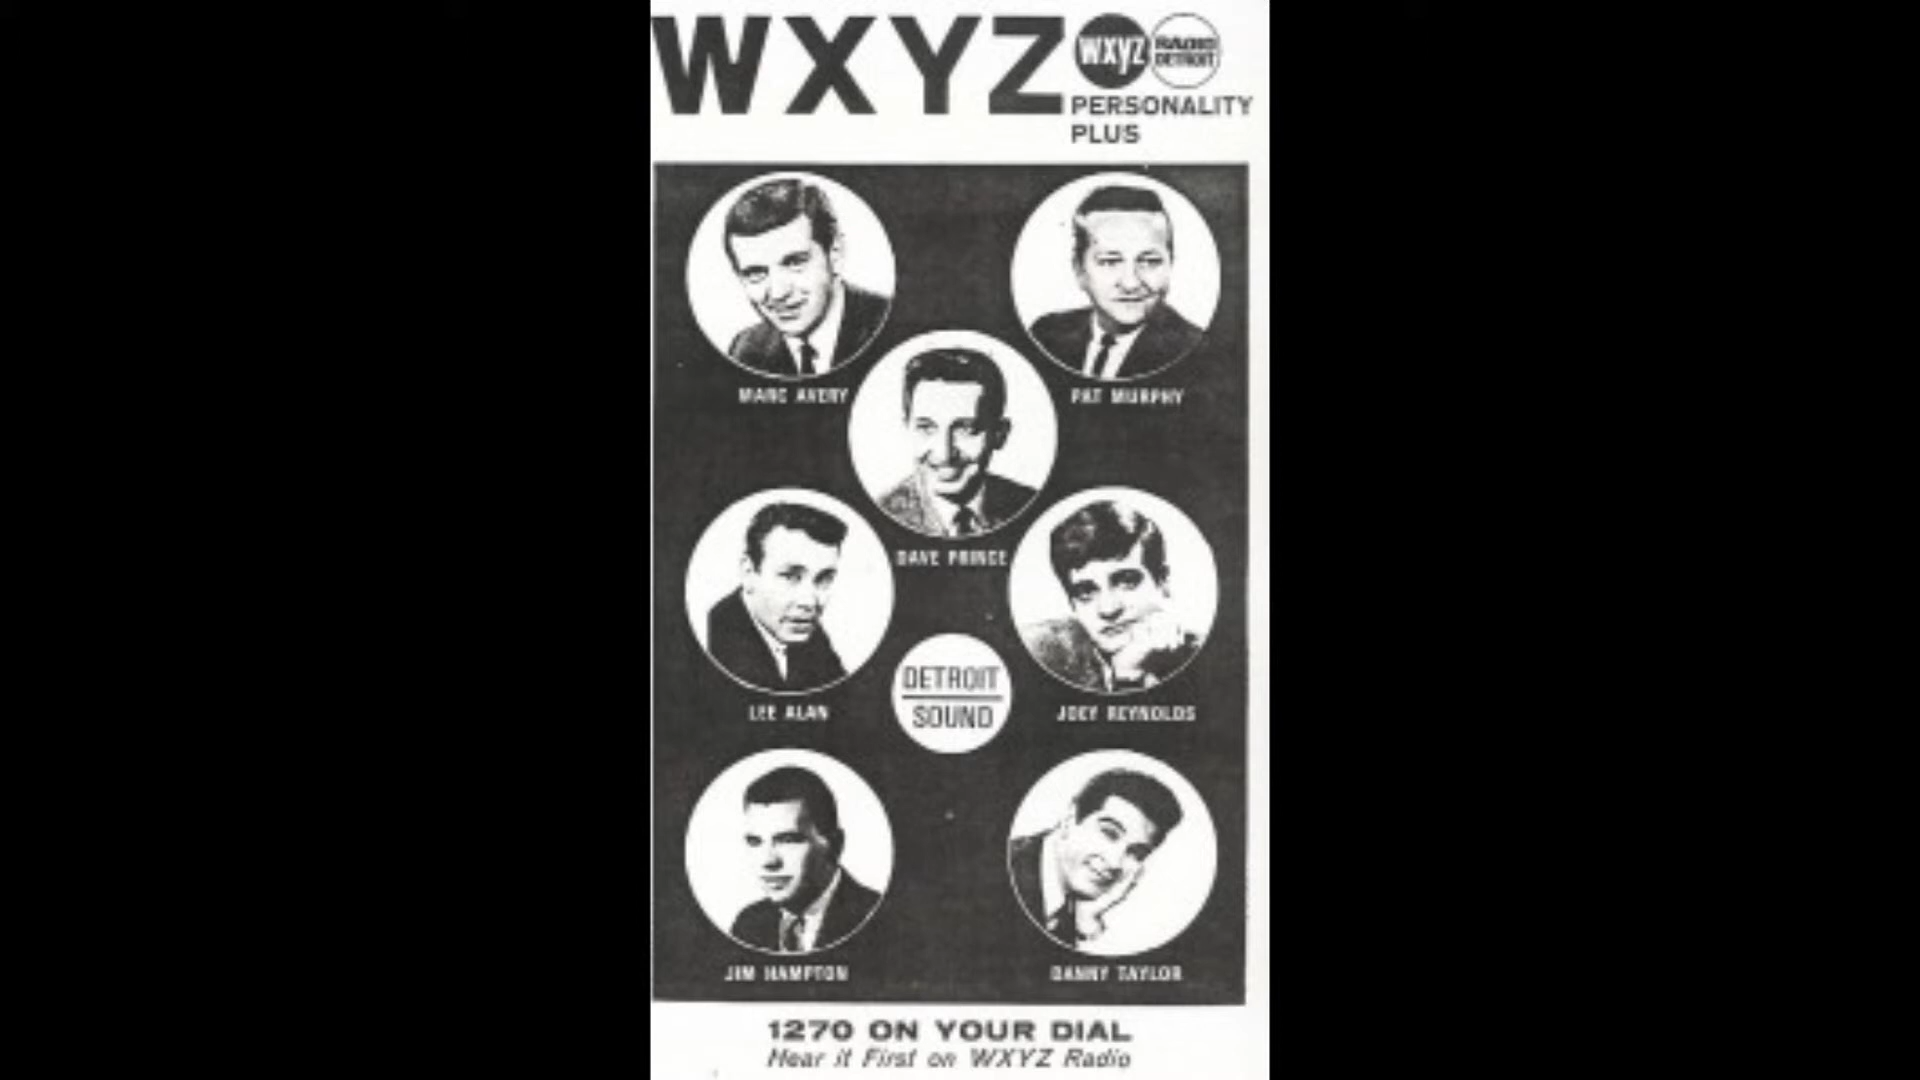 WXYZ
WXYZ
RADIO
DETROIT
PERSONALITY
PLUS
MARC AVERY
PAT MURPHY
DAVE PRINCE
LEE ALAN
DETROIT
SOUND
JOEY REYNOLDS
JIM HAMPTON
DANNY TAYLOR
1270 ON YOUR DIAL
Hear it First on WXYZ Radio